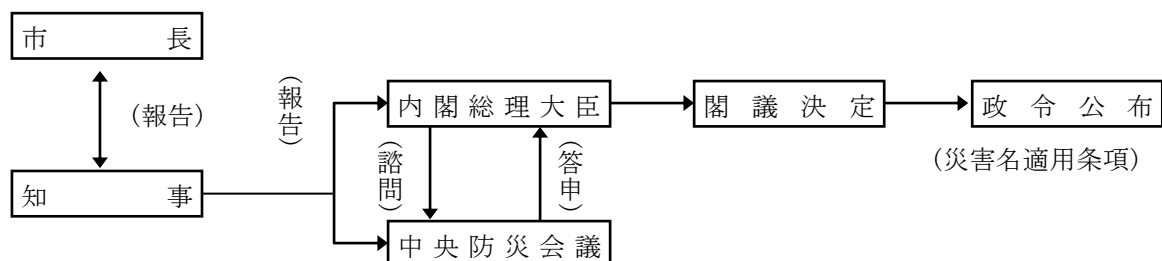 市長
(報告)
知事
(報告)
内閣総理大臣
(諮問)
(答申)
中央防災会議
閣議決定
政令公布
(災害名適用条項)